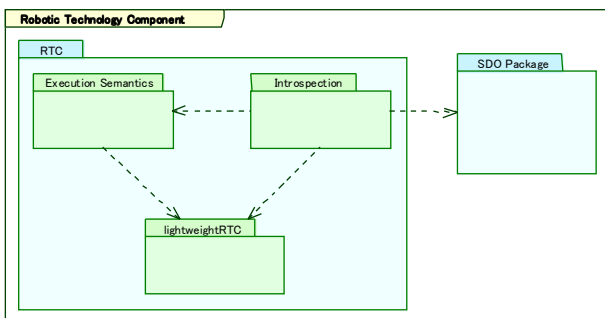 Robotic Technology Component
RTC
SDO Package
Execution Semantics
Introspection
lightweightRTC